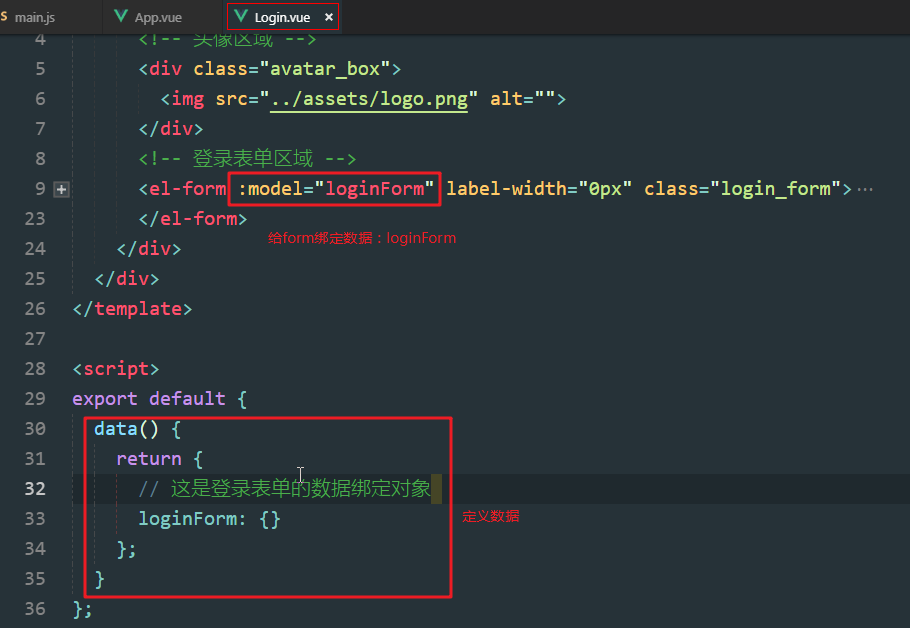 main.js App.vue Login.vue ×
4 <!-- 头像区域 -->
5 <div class="avatar_box">
6 <img src="../assets/logo.png" alt="">
7 </div>
8 <!-- 登录表单区域 -->
9 <el-form :model="loginForm" label-width="0px" class="login_form">···
23 </el-form>
给form绑定数据：loginForm
24 </div>
25 </div>
26 </template>
27
28 <script>
29 export default {
30 data() {
31 return {
32 // 这是登录表单的数据绑定对象
33 loginForm: {}
定义数据
34 };
35 }
36 };